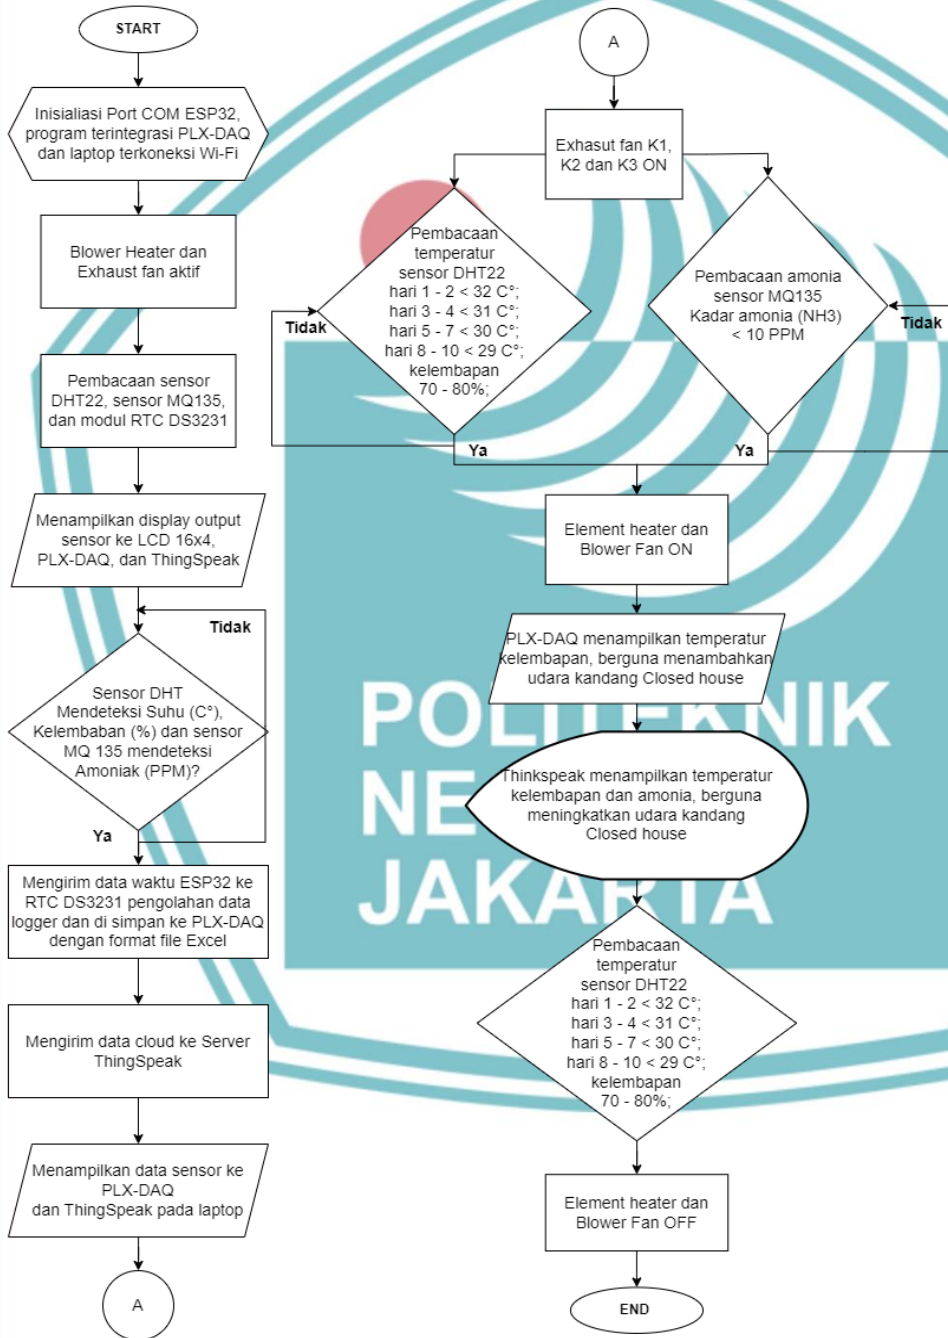 START
Inisialiasi Port COM ESP32,
program terintegrasi PLX-DAQ
dan laptop terkoneksi Wi-Fi
Blower Heater dan
Exhaust fan aktif
Pembacaan sensor
DHT22, sensor MQ135,
dan modul RTC DS3231
Menampilkan display output
sensor ke LCD 16x4,
PLX-DAQ, dan ThingSpeak
Tidak
Sensor DHT
Mendeteksi Suhu (C°),
Kelembaban (%) dan sensor
MQ 135 mendeteksi
Amoniak (PPM)?
Ya
Mengirim data waktu ESP32 ke
RTC DS3231 pengolahan data
logger dan di simpan ke PLX-DAQ
dengan format file Excel
Mengirim data cloud ke Server
ThingSpeak
Menampilkan data sensor ke
PLX-DAQ
dan ThingSpeak pada laptop
A
A
Exhasut fan K1,
K2 dan K3 ON
Pembacaan
temperatur
sensor DHT22
hari 1 - 2 < 32 C°;
hari 3 - 4 < 31 C°;
hari 5 - 7 < 30 C°;
hari 8 - 10 < 29 C°;
kelembapan
70 - 80%;
Tidak
Ya
Pembacaan amonia
sensor MQ135
Kadar amonia (NH3)
< 10 PPM
Tidak
Ya
Element heater dan
Blower Fan ON
PLX-DAQ menampilkan temperatur
kelembapan, berguna menambahkan
udara kandang Closed house
Thinkspeak menampilkan temperatur
kelembapan dan amonia, berguna
meningkatkan udara kandang
Closed house
Pembacaan
temperatur
sensor DHT22
hari 1 - 2 < 32 C°;
hari 3 - 4 < 31 C°;
hari 5 - 7 < 30 C°;
hari 8 - 10 < 29 C°;
kelembapan
70 - 80%;
Element heater dan
Blower Fan OFF
END
POLITEKNIK
NE
JAKARTA